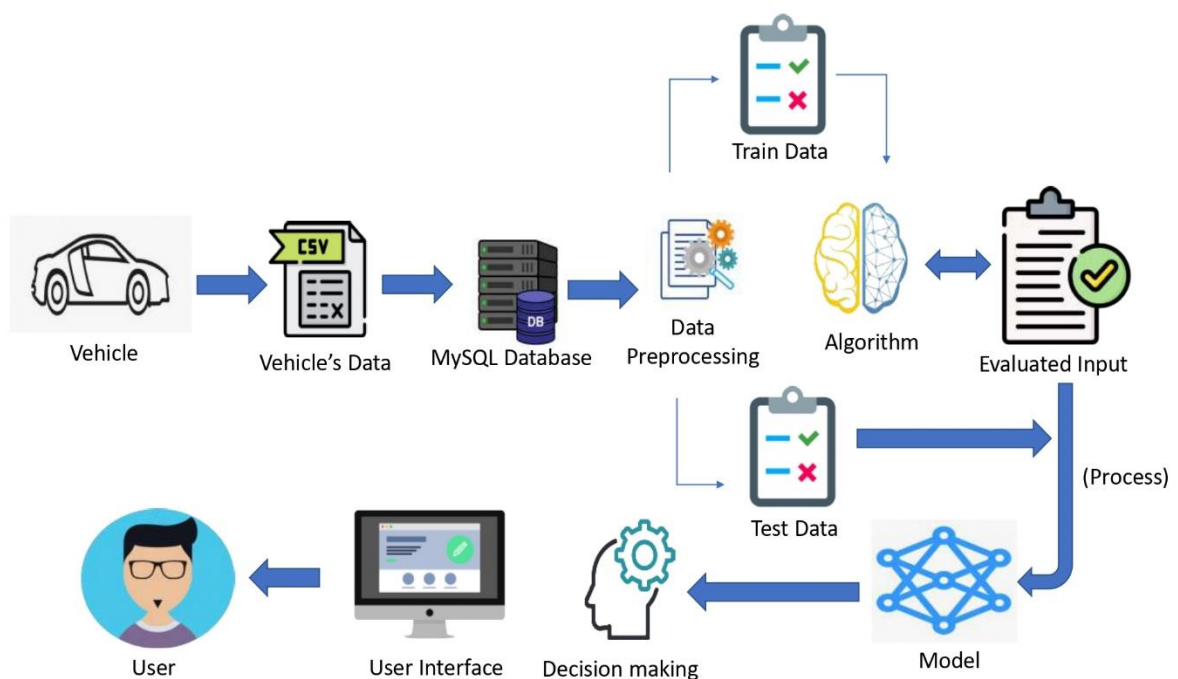 Train Data
CSV
DB
Vehicle
Vehicle's Data
MySQL Database
Data
Preprocessing
Algorithm
Evaluated Input
(Process)
Test Data
User
User Interface
Decision making
Model